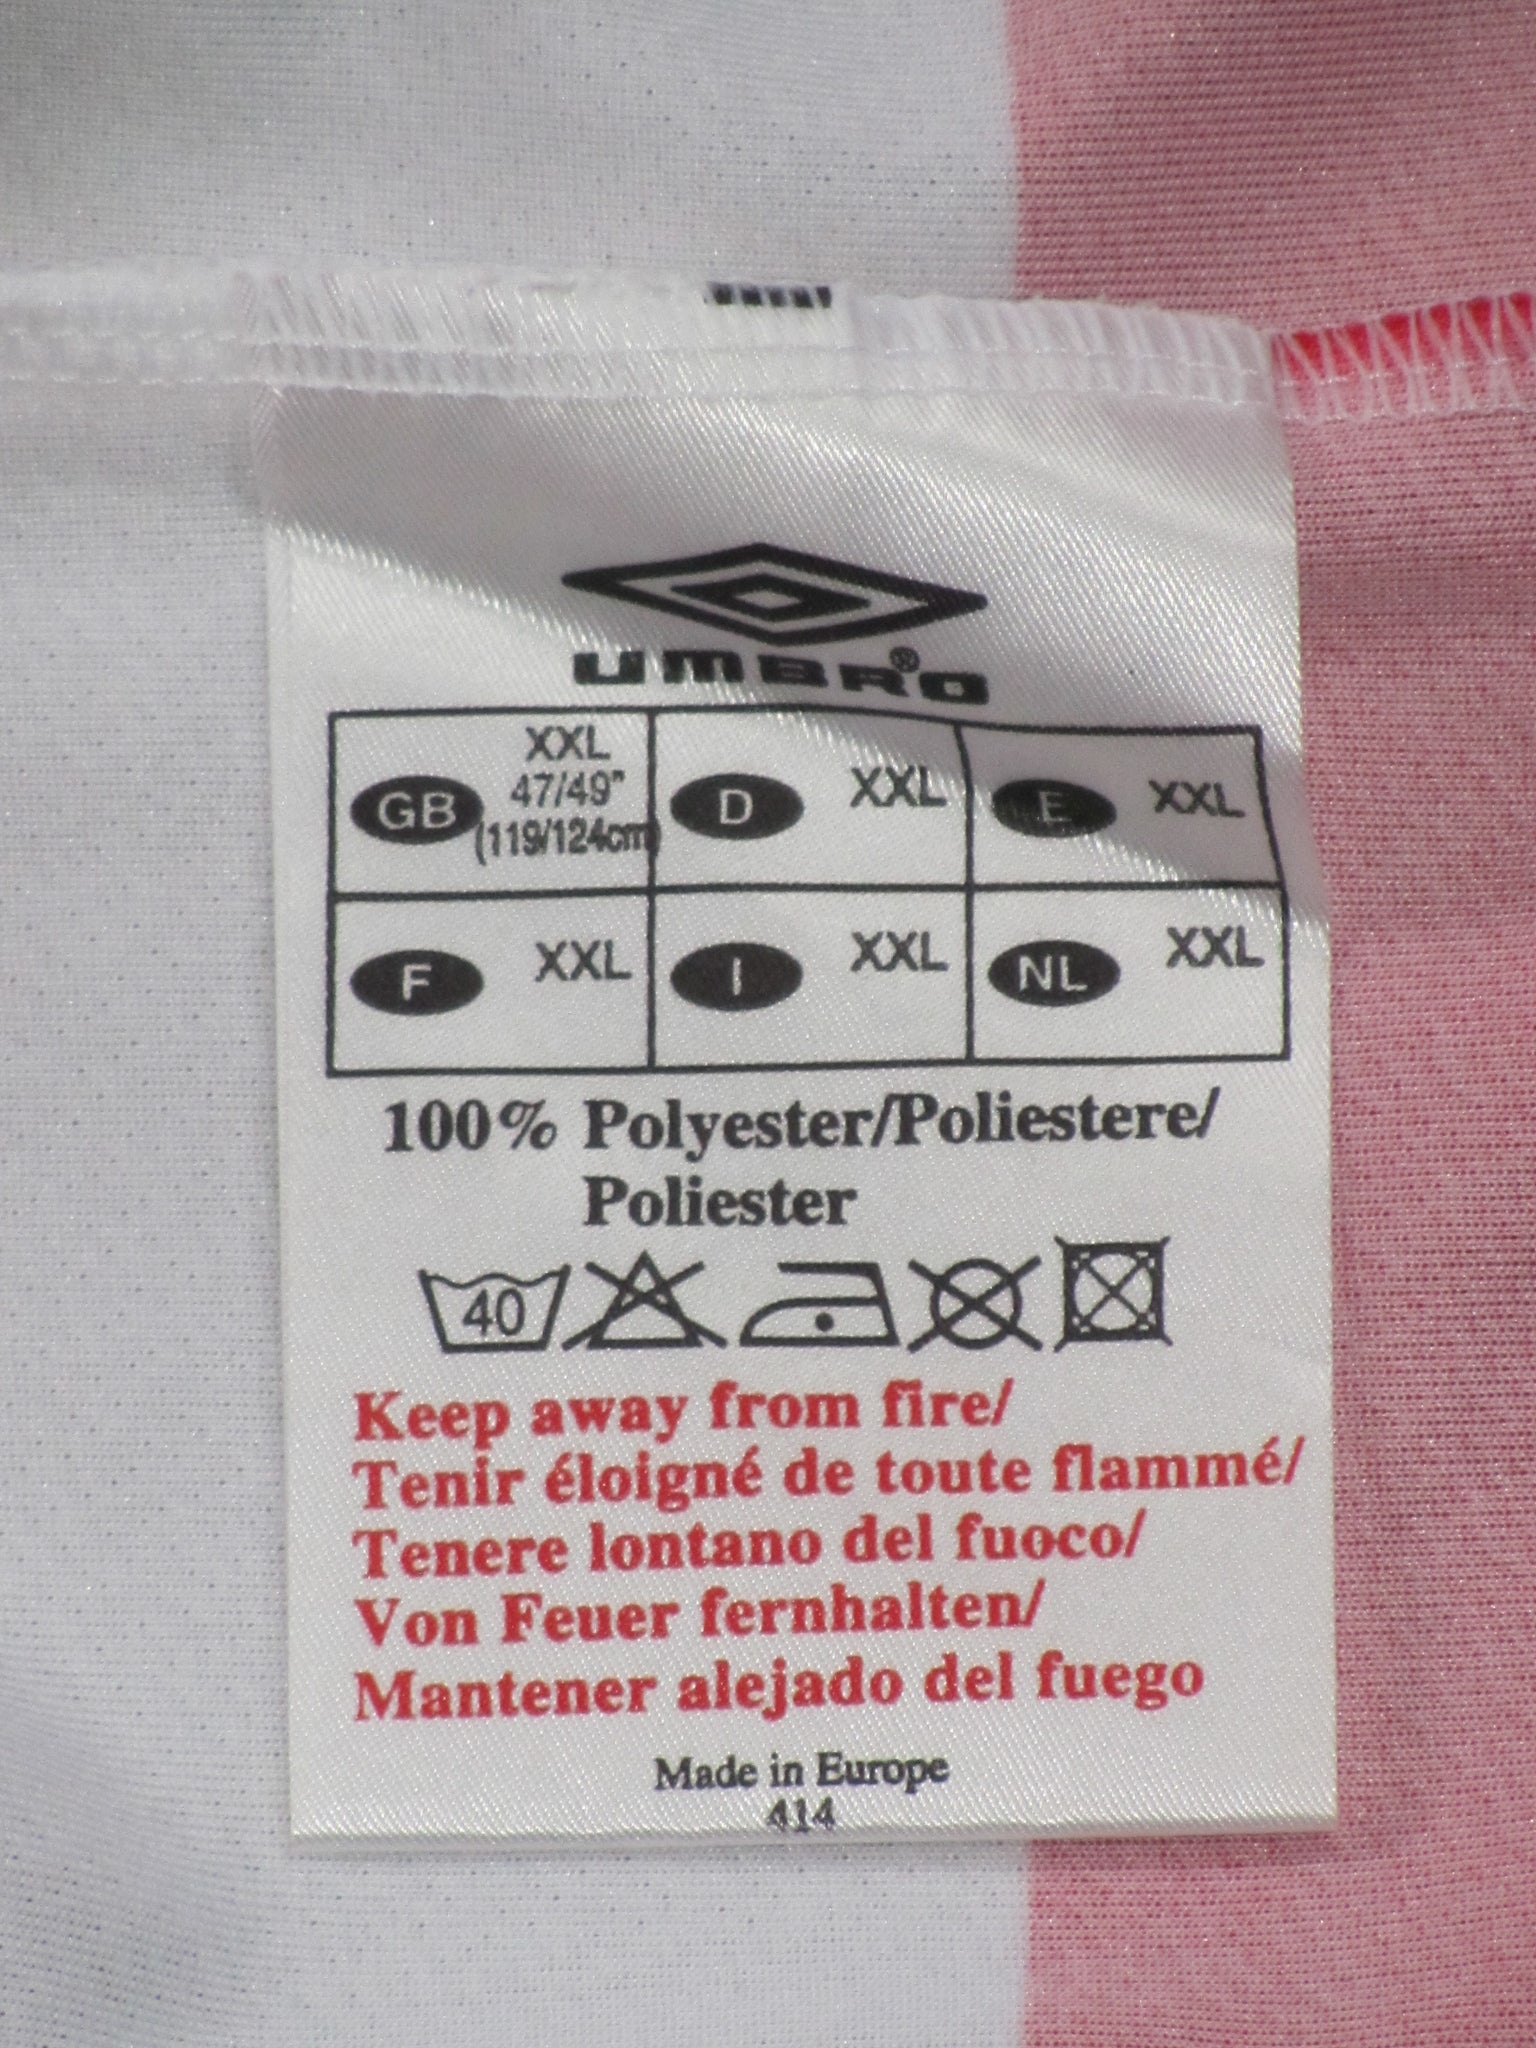 UMBRO®
GB XXL 47/49" (119/124cm) D XXL E XXL
F XXL I XXL NL XXL
100% Polyester/Poliestere/
Poliester
40
Keep away from fire/
Tenir éloigné de toute flammé/
Tenere lontano del fuoco/
Von Feuer fernhalten/
Mantener alejado del fuego
Made in Europe
414